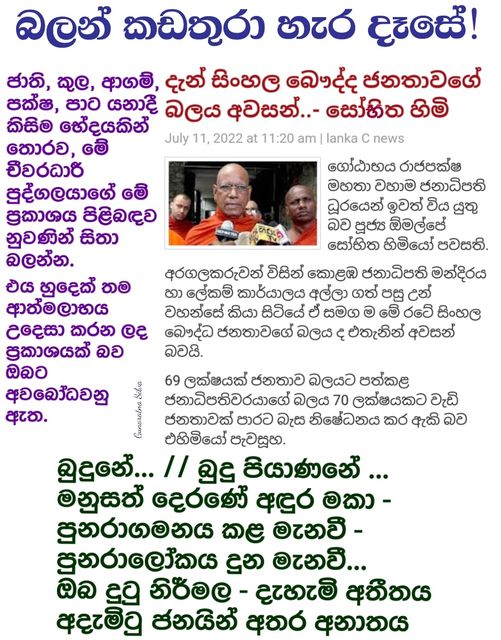 බලන් කඩතුරා හැර දෑසේ!
ජාති, කුල, ආගම්,
පක්ෂ, පාට යනාදී
කිසිම භේදයකින්
තොරව, මේ
චීවරධාරී
පුද්ගලයාගේ මේ
ප්‍රකාශය පිළිබඳව
නුවණින් සිතා
බලන්න.
එය හුදෙක් තම
ආත්මලාභය
උදෙසා කරන ලද
ප්‍රකාශයක් බව
ඔබට
අවබෝධවනු
ඇත.
Gunaratna Silva
දැන් සිංහල බෞද්ද ජනතාවගේ
බලය අවසන්..- සෝභිත හිමි
July 11, 2022 at 11:20 am | lanka C news
ගෝඨාභය රාජපක්ෂ
මහතා වහාම ජනාධිපති
ධූරයෙන් ඉවත් විය යුතු
බව පූජ්‍ය ඕමල්පේ
සෝභිත හිමියෝ පවසති.
අරගලකරුවන් විසින් කොළඹ ජනාධිපති මන්දිරය
හා ලේකම් කාර්යාලය අල්ලා ගත් පසු උන්
වහන්සේ කියා සිටියේ ඒ සමග ම මේ රටේ සිංහල
බෞද්ධ ජනතාවගේ බලය ද එතැනින් අවසන්
බවයි.
69 ලක්ෂයක් ජනතාව බලයට පත්කළ
ජනාධිපතිවරයාගේ බලය 70 ලක්ෂයකට වැඩි
ජනතාවක් පාරට බැස නිෂේධනය කර ඇකි බව
එහිමියෝ පැවසූහ.
බුදුනේ... // බුදු පියාණනේ ...
මනුසත් දෙරණේ අඳුර මකා -
පුනරාගමනය කළ මැනවී -
පුනරාලෝකය දුන මැනවී...
ඔබ දුටු නිර්මල - දැහැමි අතීතය
අදැමිටු ජනයින් අතර අනාතය